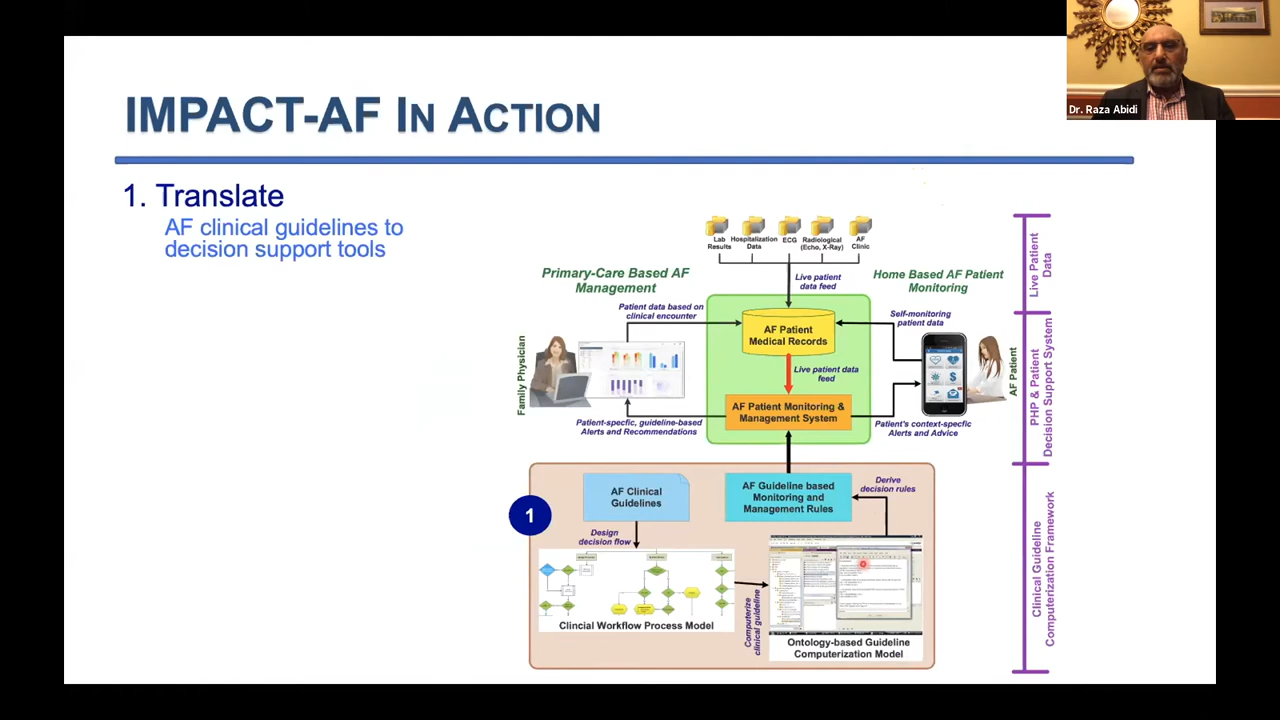 Dr. Raza Abidi
IMPACT-AF IN ACTION
1. Translate
AF clinical guidelines to
decision support tools
Lab
Results
Hospitalization
Data
ECG
Radiological
(Echo, X-Ray)
AF
Clinic
Primary-Care Based AF
Management
Live patient
data feed
Home Based AF Patient
Monitoring
Patient data based on
clinical encounter
AF Patient
Medical Records
Self-monitoring
patient data
Family Physician
Live patient data
feed
AF Patient
AF Patient Monitoring &
Management System
Patient-specfic, guideline-based
Alerts and Recommendations
Patient's context-specfic
Alerts and Advice
Live Patient
Data
PHP & Patient
Decision Support System
Clinical Guideline
Computerization Framework
1
AF Clinical
Guidelines
AF Guideline based
Monitoring and
Management Rules
Derive
decision rules
Design
decision flow
Clincial Workflow Process Model
Computerize
clinical guideline
Ontology-based Guideline
Computerization Model